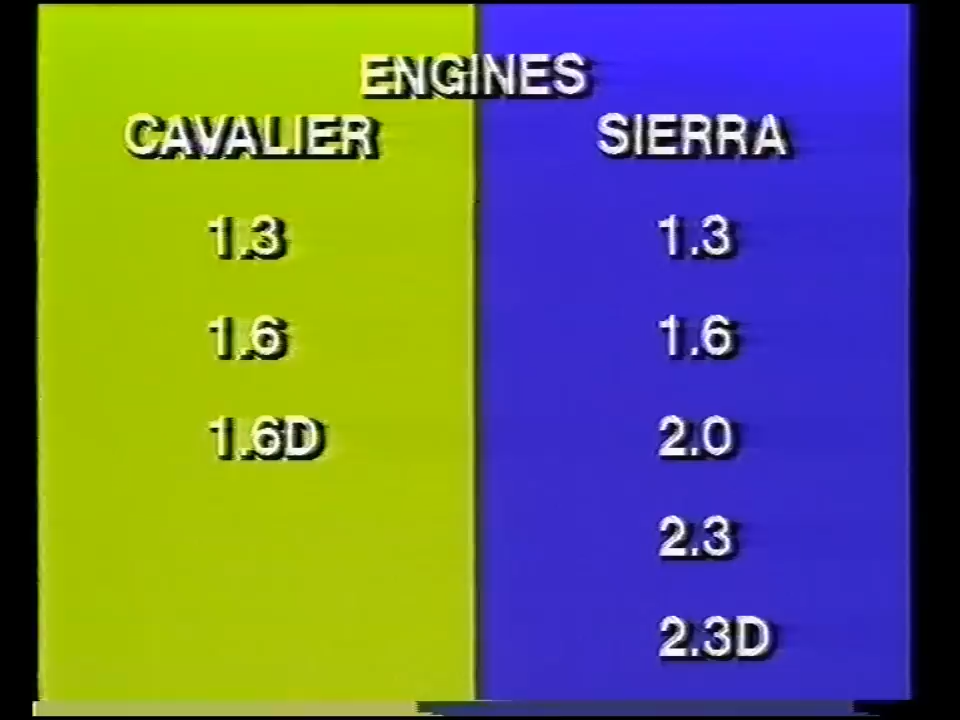 ENGINES
CAVALIER SIERRA
1.3 1.3
1.6 1.6
1.6D 2.0
2.3
2.3D